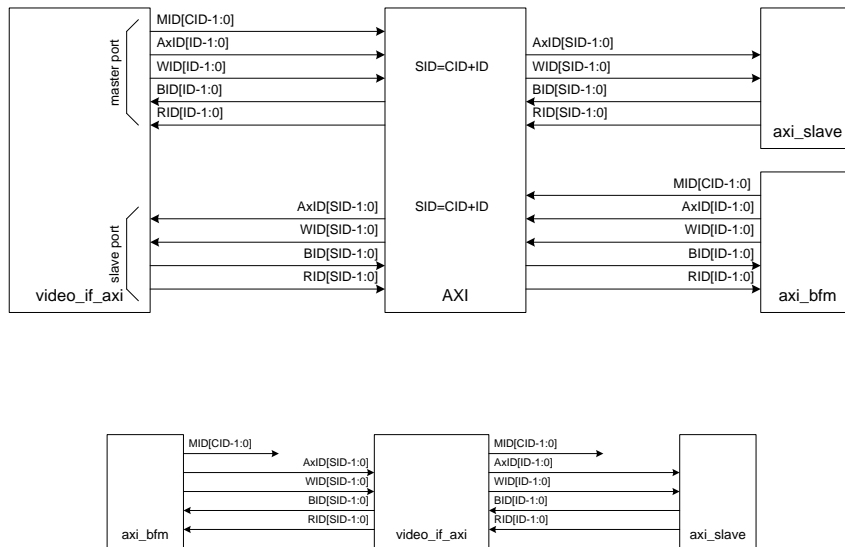 MID[CID-1:0]
AxID[ID-1:0]
WID[ID-1:0]
BID[ID-1:0]
RID[ID-1:0]
master port
SID=CID+ID
AxID[SID-1:0]
WID[SID-1:0]
BID[SID-1:0]
RID[SID-1:0]
axi_slave
AxID[SID-1:0]
WID[SID-1:0]
BID[SID-1:0]
RID[SID-1:0]
slave port
video_if_axi
SID=CID+ID
AXI
MID[CID-1:0]
AxID[ID-1:0]
WID[ID-1:0]
BID[ID-1:0]
RID[ID-1:0]
axi_bfm
MID[CID-1:0]
AxID[SID-1:0]
WID[SID-1:0]
BID[SID-1:0]
RID[SID-1:0]
axi_bfm
video_if_axi
MID[CID-1:0]
AxID[ID-1:0]
WID[ID-1:0]
BID[ID-1:0]
RID[ID-1:0]
axi_slave